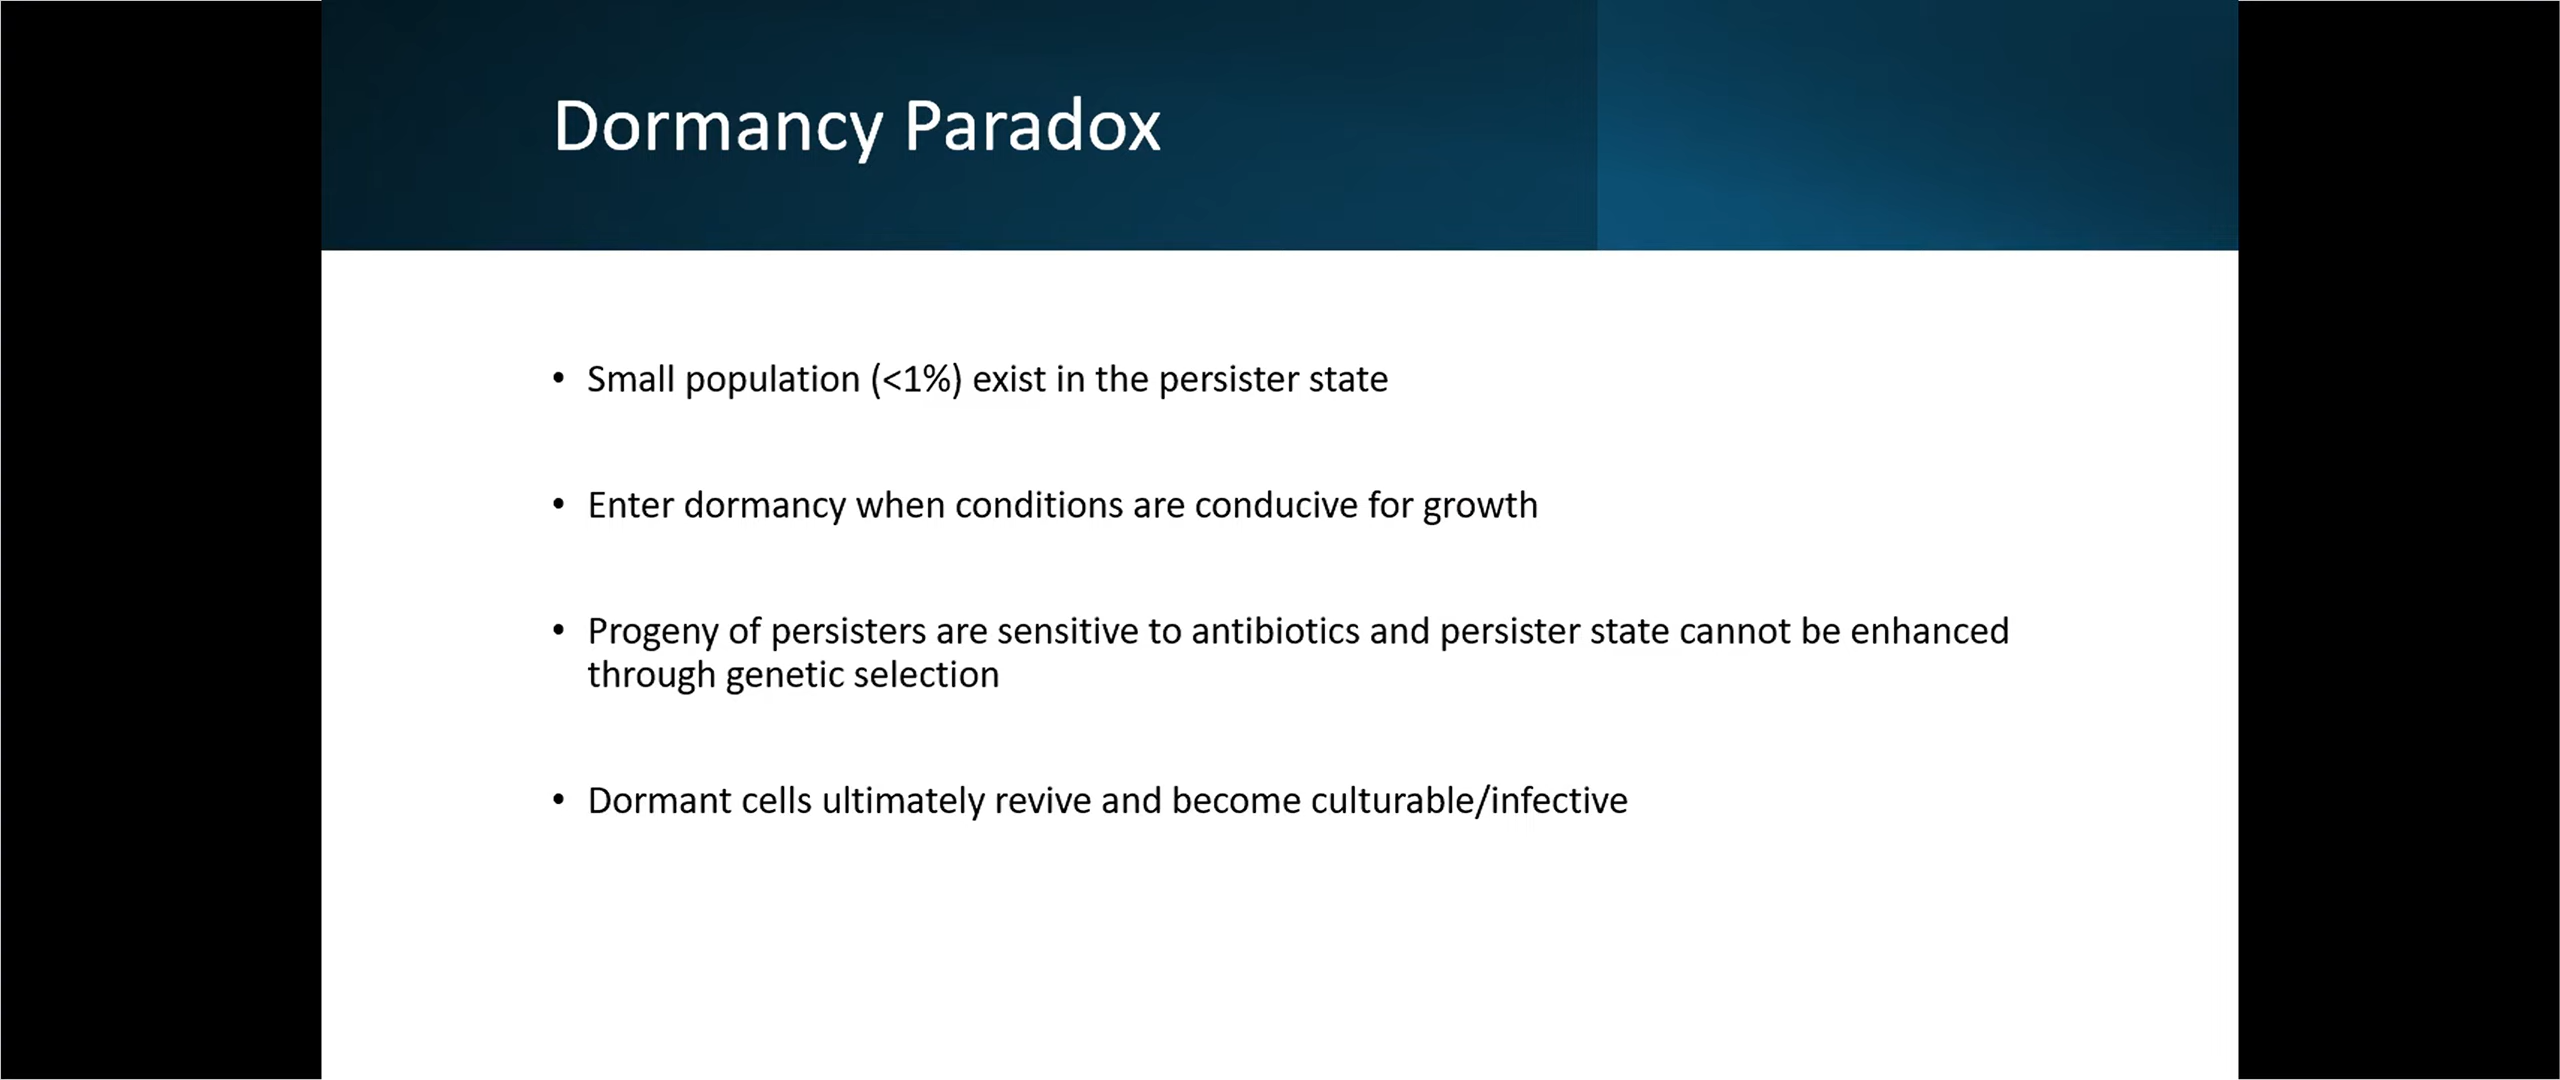 Dormancy Paradox
• Small population (<1%) exist in the persister state
• Enter dormancy when conditions are conducive for growth
• Progeny of persisters are sensitive to antibiotics and persister state cannot be enhanced
through genetic selection
• Dormant cells ultimately revive and become culturable/infective